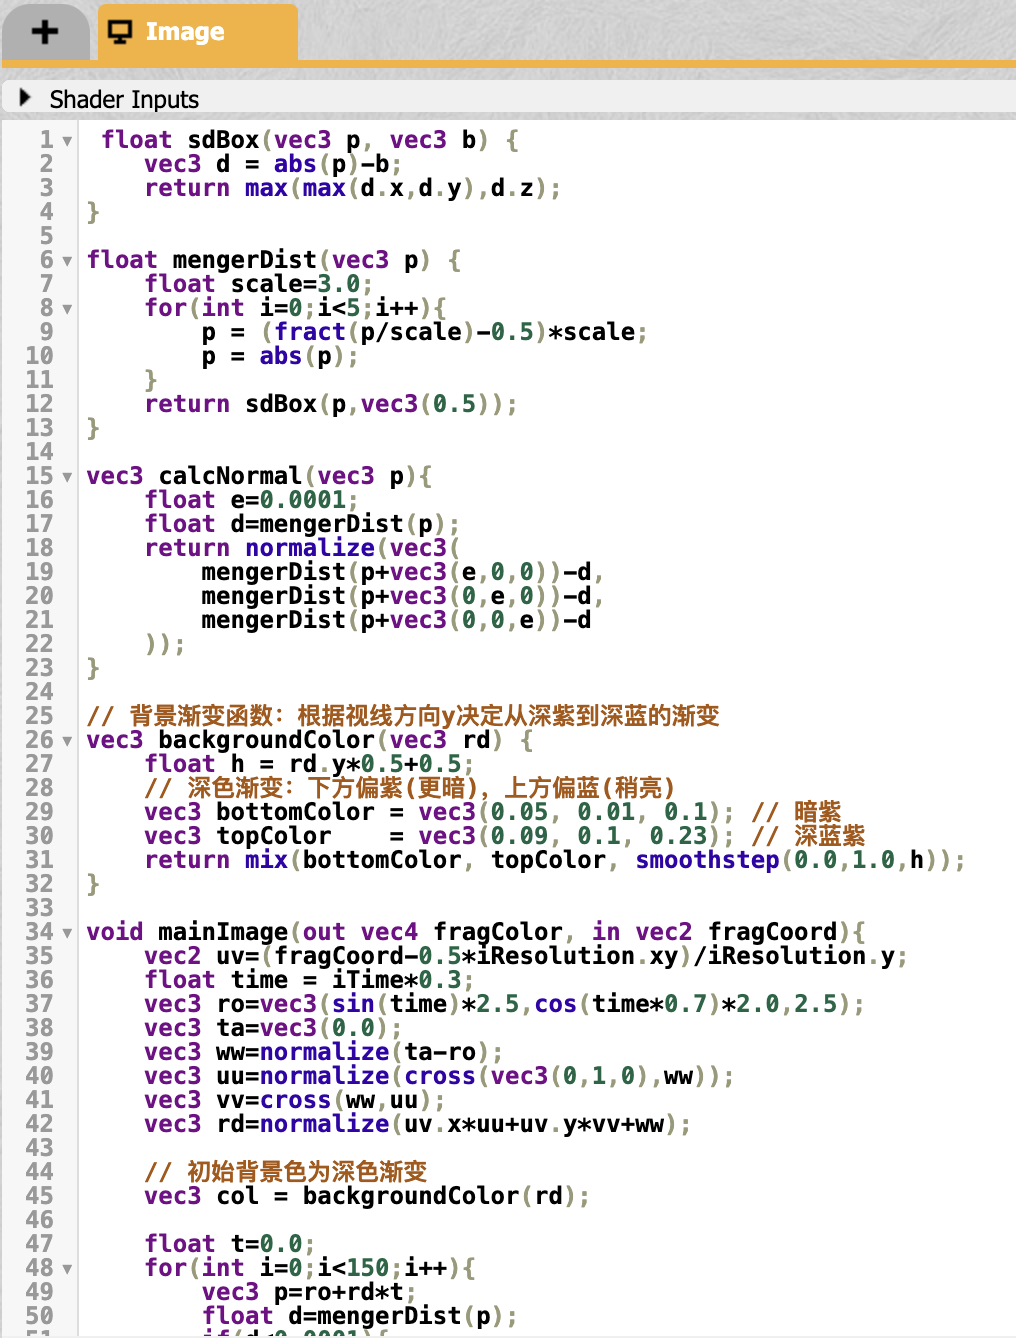 +
Image
Shader Inputs
1 float sdBox(vec3 p, vec3 b) {
2     vec3 d = abs(p)-b;
3     return max(max(d.x,d.y),d.z);
4 }
5
6 float mengerDist(vec3 p) {
7     float scale=3.0;
8     for(int i=0;i<5;i++){
9         p = (fract(p/scale)-0.5)*scale;
10         p = abs(p);
11     }
12     return sdBox(p,vec3(0.5));
13 }
14
15 vec3 calcNormal(vec3 p){
16     float e=0.0001;
17     float d=mengerDist(p);
18     return normalize(vec3(
19         mengerDist(p+vec3(e,0,0))-d,
20         mengerDist(p+vec3(0,e,0))-d,
21         mengerDist(p+vec3(0,0,e))-d
22     ));
23 }
24
25 // 背景渐变函数：根据视线方向y决定从深紫到深蓝的渐变
26 vec3 backgroundColor(vec3 rd) {
27     float h = rd.y*0.5+0.5;
28     // 深色渐变：下方偏紫(更暗)，上方偏蓝(稍亮)
29     vec3 bottomColor = vec3(0.05, 0.01, 0.1); // 暗紫
30     vec3 topColor    = vec3(0.09, 0.1, 0.23); // 深蓝紫
31     return mix(bottomColor, topColor, smoothstep(0.0,1.0,h));
32 }
33
34 void mainImage(out vec4 fragColor, in vec2 fragCoord){
35     vec2 uv=(fragCoord-0.5*iResolution.xy)/iResolution.y;
36     float time = iTime*0.3;
37     vec3 ro=vec3(sin(time)*2.5,cos(time*0.7)*2.0,2.5);
38     vec3 ta=vec3(0.0);
39     vec3 ww=normalize(ta-ro);
40     vec3 uu=normalize(cross(vec3(0,1,0),ww));
41     vec3 vv=cross(ww,uu);
42     vec3 rd=normalize(uv.x*uu+uv.y*vv+ww);
43
44     // 初始背景色为深色渐变
45     vec3 col = backgroundColor(rd);
46
47     float t=0.0;
48     for(int i=0;i<150;i++){
49         vec3 p=ro+rd*t;
50         float d=mengerDist(p);
51         if(d<0.0001){